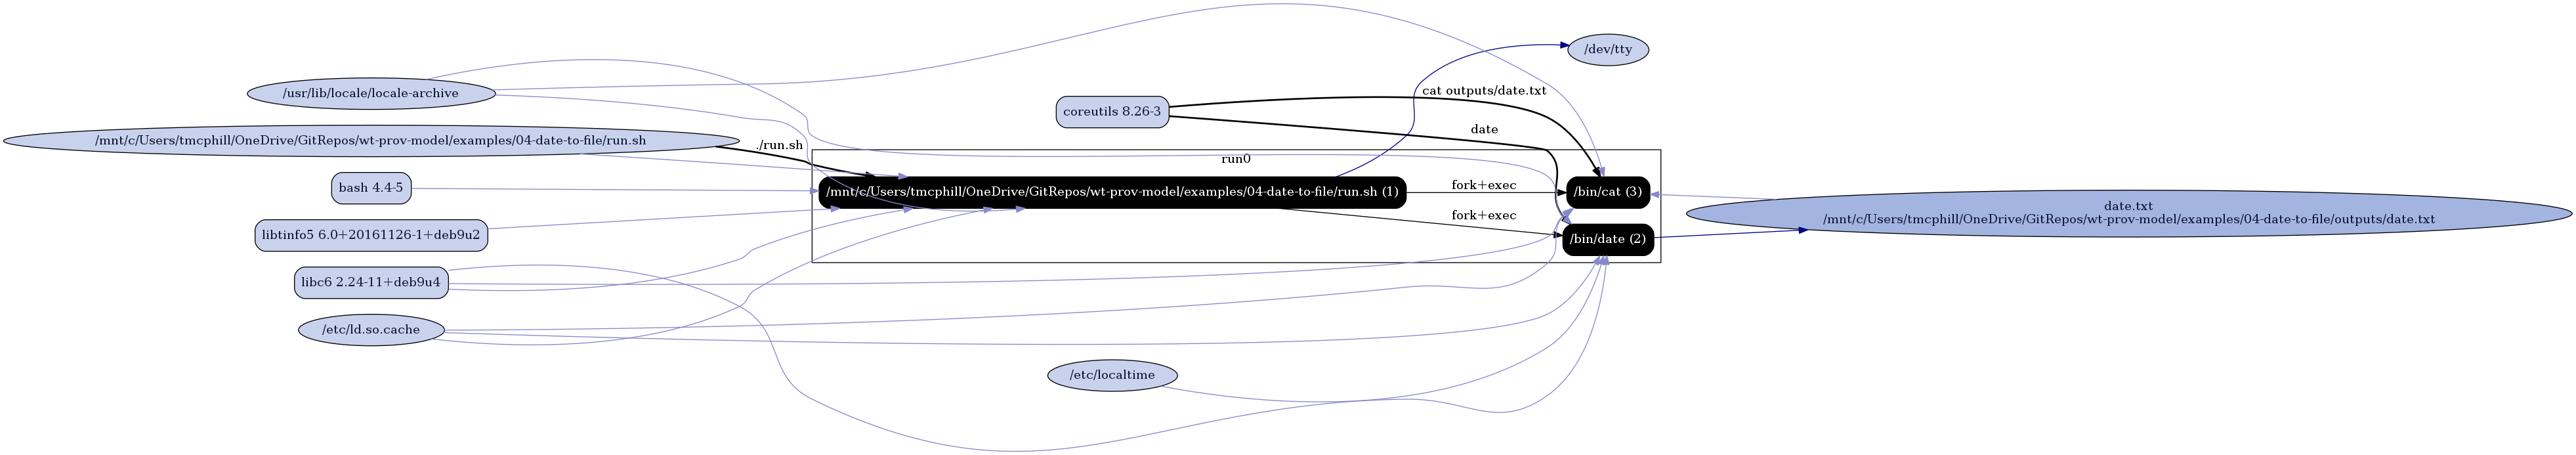 /dev/tty
/usr/lib/locale/locale-archive
cat outputs/date.txt
coreutils 8.26-3
date
/mnt/c/Users/tmcphill/OneDrive/GitRepos/wt-prov-model/examples/04-date-to-file/run.sh
./run.sh
run0
bash 4.4-5
/mnt/c/Users/tmcphill/OneDrive/GitRepos/wt-prov-model/examples/04-date-to-file/run.sh (1)
fork+exec
/bin/cat (3)
date.txt
/mnt/c/Users/tmcphill/OneDrive/GitRepos/wt-prov-model/examples/04-date-to-file/outputs/date.txt
fork+exec
libtinfo5 6.0+20161126-1+deb9u2
/bin/date (2)
libc6 2.24-11+deb9u4
/etc/ld.so.cache
/etc/localtime